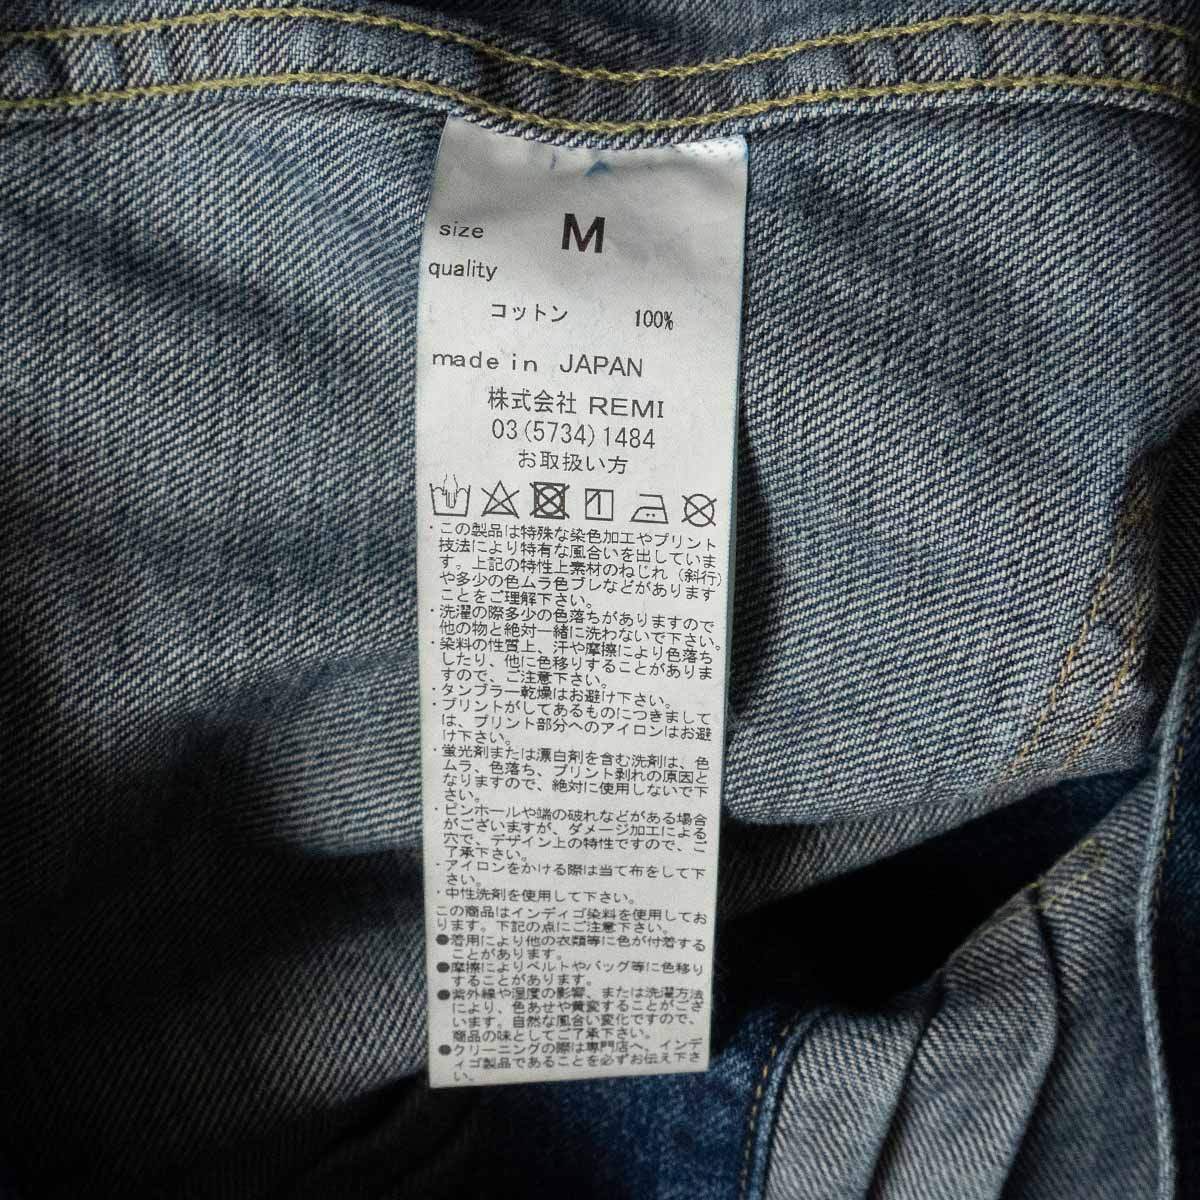 size M
quality
コットン 100%
made in JAPAN
株式会社 REMI
03(5734)1484
お取扱い方
・この製品は特殊な染色加工やプリント
技法により特有な風合いを出していま
す。上記の特性上素材のねじれ（斜行）
や多少の色ムラ色ブレなどがあります
ことをご理解下さい。
・洗濯の際多少の色落ちがありますので
他の物と絶対一緒に洗わないで下さい。
・染料の性質上、汗や摩擦により色落ち
したり、他に色移りすることがありま
すので、ご注意下さい。
・タンブラー乾燥はお避け下さい。
・プリントがしてあるものにつきまして
は、プリント部分へのアイロンはお避
け下さい。
・蛍光剤または漂白剤を含む洗剤は、色
ムラ、色落ち、プリント剥れの原因と
なりますので、絶対に使用しないで下
さい。
・ピンホールや端の破れなどがある場合
がございますが、ダメージ加工による
穴で、デザイン上の特性ですので、ご
了承下さい。
・アイロンをかける際は当て布をして下
さい。
・中性洗剤を使用して下さい。
この商品はインディゴ染料を使用してお
ります。下記の点にご注意下さい。
●着用により他の衣類等に色が付着する
ことがあります。
●摩擦によりベルトやバッグ等に色移り
することがあります。
●紫外線や湿度の影響、または洗濯方法
により、色あせや黄変することがござ
います。自然な風合い変化ですので、
商品の味としてご了承下さい。
●クリーニングの際は専門店へ、インデ
ィゴ製品であることを必ずお伝え下さ
い。